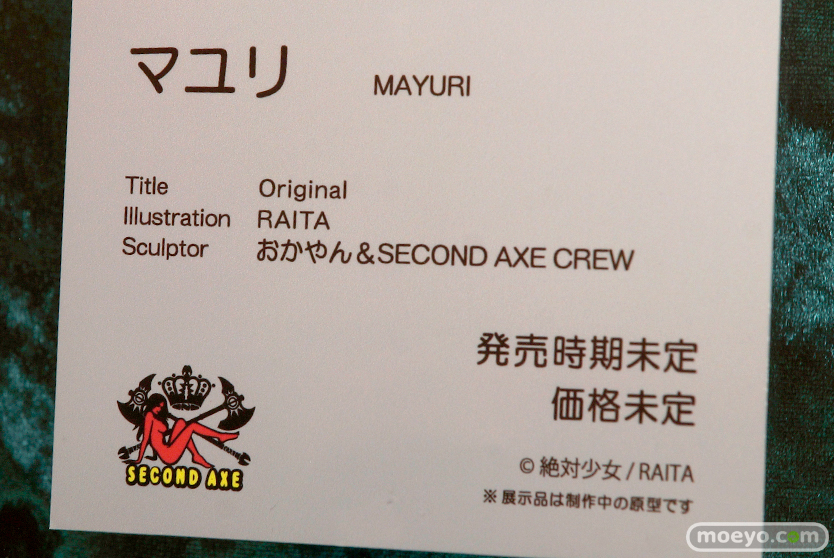 マユリ MAYURI
Title Original
Illustration RAITA
Sculptor おかやん&SECOND AXE CREW
発売時期未定
価格未定
SECOND AXE
© 絶対少女/RAITA
※展示品は制作中の原型です
moeyo.com